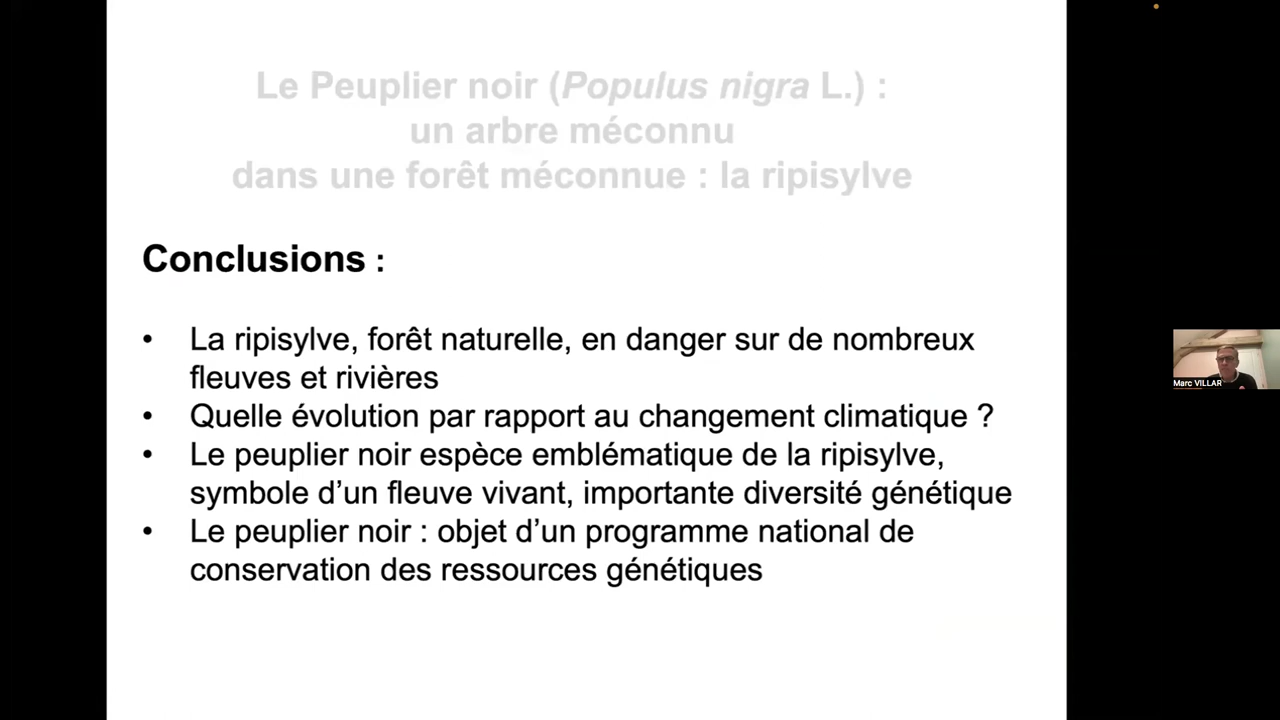 Le Peuplier noir (Populus nigra L.) :
un arbre méconnu
dans une forêt méconnue : la ripisylve
Conclusions :
• La ripisylve, forêt naturelle, en danger sur de nombreux
fleuves et rivières
• Quelle évolution par rapport au changement climatique ?
• Le peuplier noir espèce emblématique de la ripisylve,
symbole d’un fleuve vivant, importante diversité génétique
• Le peuplier noir : objet d’un programme national de
conservation des ressources génétiques
Marc VILLAR